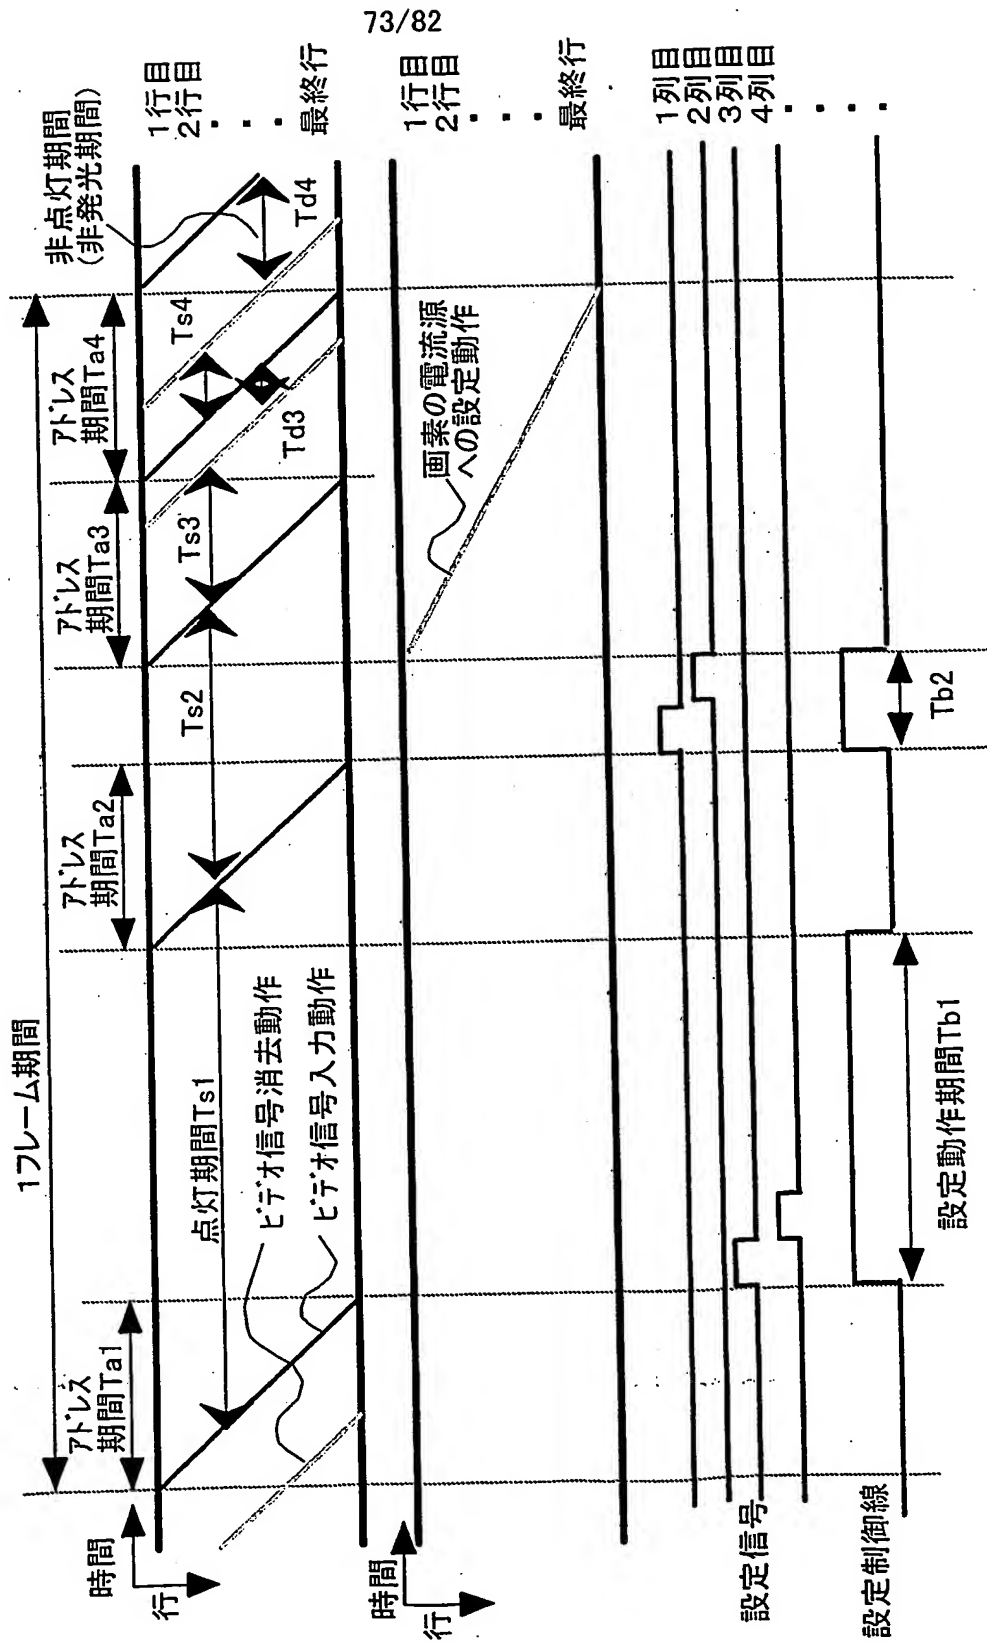 73/82
1フレーム期間
アドレス
期間Ta1
アドレス
期間Ta2
アドレス
期間Ta3
アドレス
期間Ta4
非点灯期間
(非発光期間)
時間
行
1行目
2行目
・
・
・
最終行
点灯期間Ts1
Ts2
Ts3
Ts4
Td3
Td4
ビデオ信号消去動作
ビデオ信号入力動作
時間
行
1行目
2行目
・
・
・
最終行
画素の電流源
への設定動作
設定信号
1列目
2列目
3列目
4列目
・
・
・
・
設定制御線
設定動作期間Tb1
Tb2